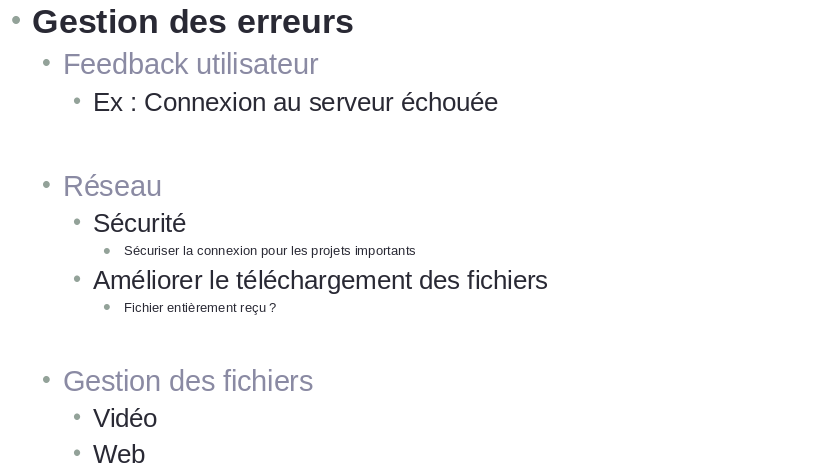 • Gestion des erreurs
• Feedback utilisateur
• Ex : Connexion au serveur échouée
• Réseau
• Sécurité
• Sécuriser la connexion pour les projets importants
• Améliorer le téléchargement des fichiers
• Fichier entièrement reçu ?
• Gestion des fichiers
• Vidéo
• Web